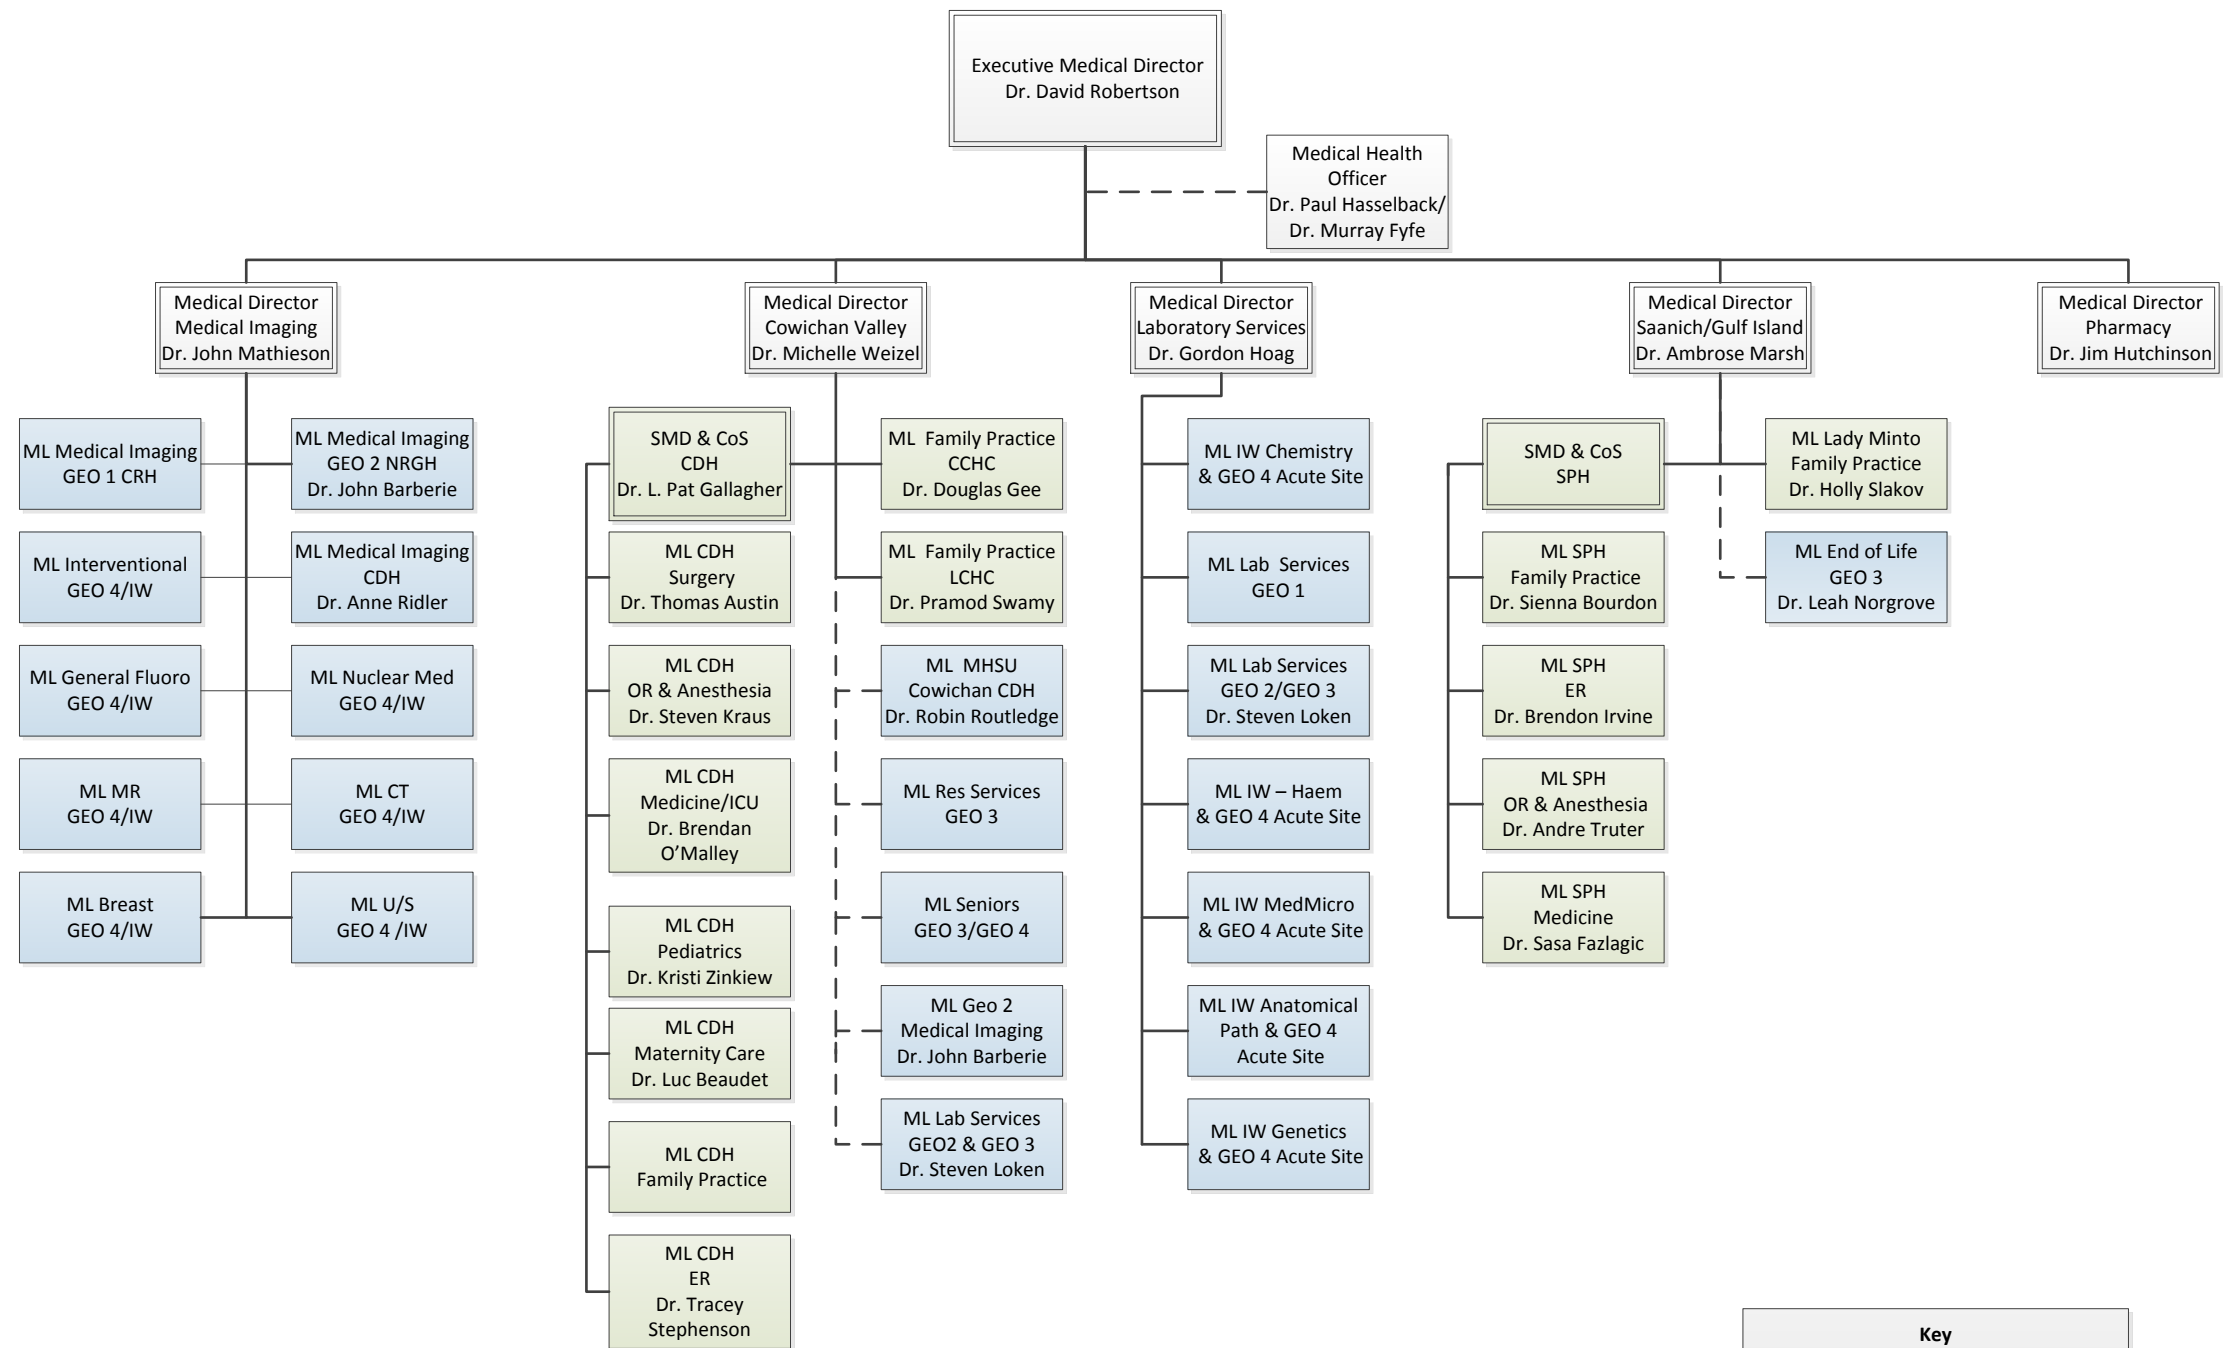 Executive Medical Director
Dr. David Robertson
Medical Health
Officer
Dr. Paul Hasselback/
Dr. Murray Fyfe
Medical Director
Medical Imaging
Dr. John Mathieson
Medical Director
Cowichan Valley
Dr. Michelle Weizel
Medical Director
Laboratory Services
Dr. Gordon Hoag
Medical Director
Saanich/Gulf Island
Dr. Ambrose Marsh
Medical Director
Pharmacy
Dr. Jim Hutchinson
ML Medical Imaging
GEO 1 CRH
ML Medical Imaging
GEO 2 NRGH
Dr. John Barberie
ML Interventional
GEO 4/IW
ML Medical Imaging
CDH
Dr. Anne Ridler
ML General Fluoro
GEO 4/IW
ML Nuclear Med
GEO 4/IW
ML MR
GEO 4/IW
ML CT
GEO 4/IW
ML Breast
GEO 4/IW
ML U/S
GEO 4 /IW
SMD & CoS
CDH
Dr. L. Pat Gallagher
ML CDH
Surgery
Dr. Thomas Austin
ML CDH
OR & Anesthesia
Dr. Steven Kraus
ML CDH
Medicine/ICU
Dr. Brendan
O’Malley
ML CDH
Pediatrics
Dr. Kristi Zinkiew
ML CDH
Maternity Care
Dr. Luc Beaudet
ML CDH
Family Practice
ML CDH
ER
Dr. Tracey
Stephenson
ML Family Practice
CCHC
Dr. Douglas Gee
ML Family Practice
LCHC
Dr. Pramod Swamy
ML MHSU
Cowichan CDH
Dr. Robin Routledge
ML Res Services
GEO 3
ML Seniors
GEO 3/GEO 4
ML Geo 2
Medical Imaging
Dr. John Barberie
ML Lab Services
GEO2 & GEO 3
Dr. Steven Loken
ML IW Chemistry
& GEO 4 Acute Site
ML Lab Services
GEO 1
ML Lab Services
GEO 2/GEO 3
Dr. Steven Loken
ML IW – Haem
& GEO 4 Acute Site
ML IW MedMicro
& GEO 4 Acute Site
ML IW Anatomical
Path & GEO 4
Acute Site
ML IW Genetics
& GEO 4 Acute Site
SMD & CoS
SPH
ML SPH
Family Practice
Dr. Sienna Bourdon
ML SPH
ER
Dr. Brendon Irvine
ML SPH
OR & Anesthesia
Dr. Andre Truter
ML SPH
Medicine
Dr. Sasa Fazlagic
ML Lady Minto
Family Practice
Dr. Holly Slakov
ML End of Life
GEO 3
Dr. Leah Norgrove
Key